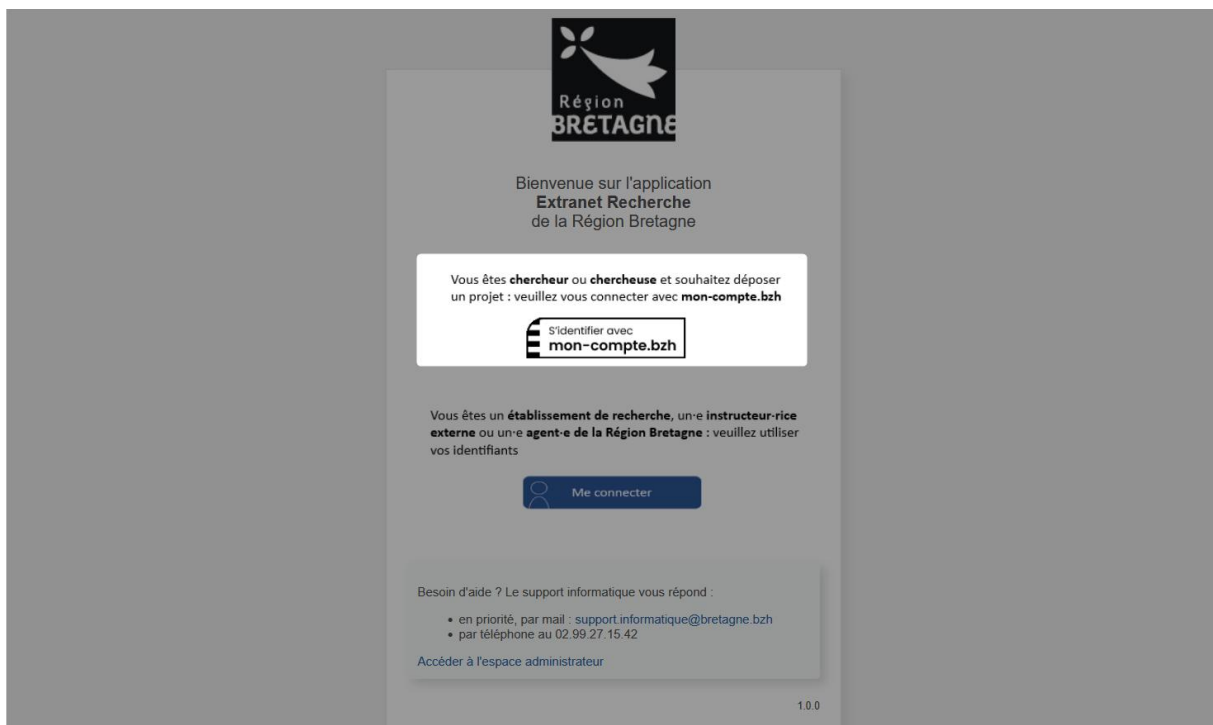 Région
BRETAGNE
Bienvenue sur l'application
Extranet Recherche
de la Région Bretagne
Vous êtes chercheur ou chercheuse et souhaitez déposer
un projet : veuillez vous connecter avec mon-compte.bzh
S'identifier avec
mon-compte.bzh
Vous êtes un établissement de recherche, un·e instructeur·rice
externe ou un·e agent·e de la Région Bretagne : veuillez utiliser
vos identifiants
Me connecter
Besoin d'aide ? Le support informatique vous répond :
• en priorité, par mail : support.informatique@bretagne.bzh
• par téléphone au 02.99.27.15.42
Accéder à l'espace administrateur
1.0.0